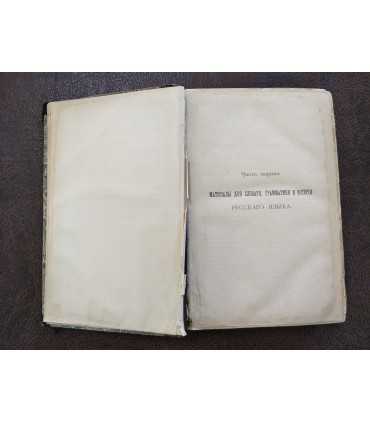 Часть первая
МАТЕРІАЛЫ ДЛЯ СЛОВАРЯ, ГРАММАТИКИ И ИСТОРІИ
РУССКАГО ЯЗЫКА.